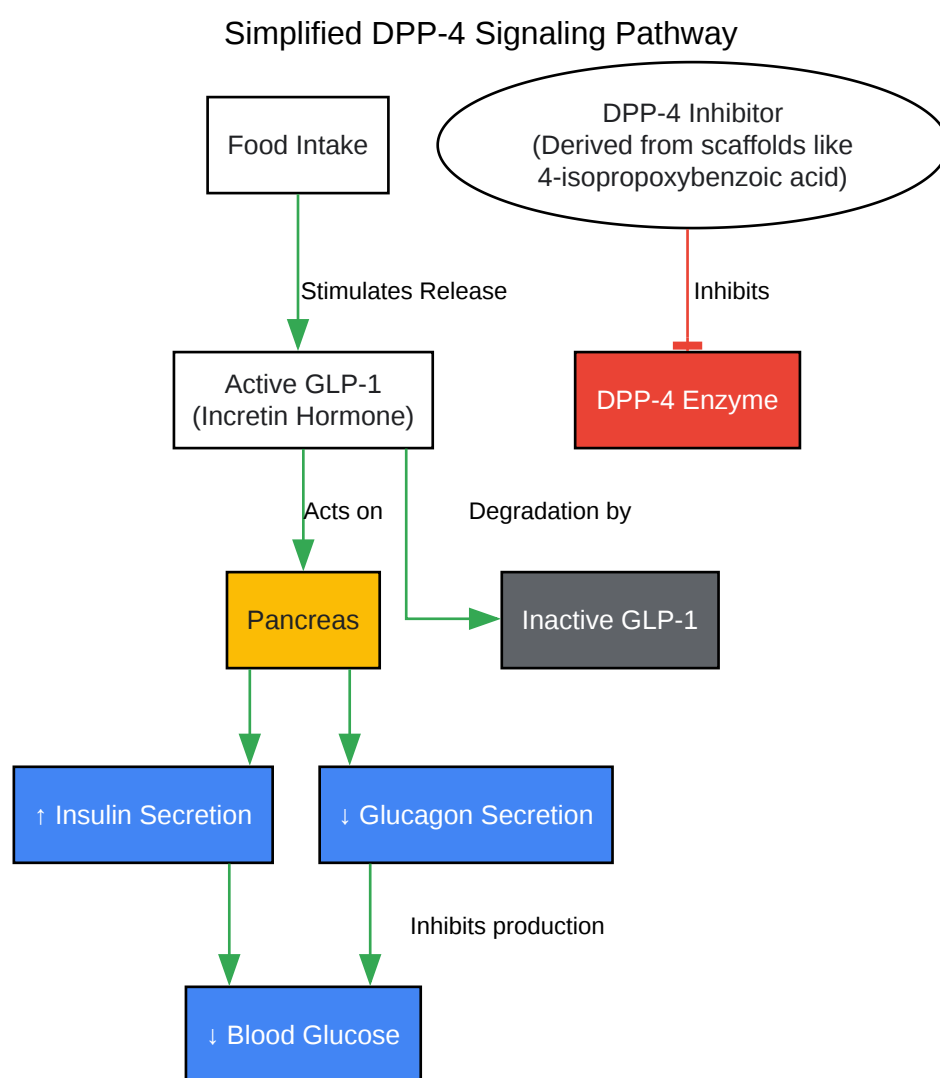 Simplified DPP-4 Signaling Pathway
Food Intake
DPP-4 Inhibitor
(Derived from scaffolds like
4-isopropoxybenzoic acid)
Stimulates Release
Inhibits
Active GLP-1
(Incretin Hormone)
DPP-4 Enzyme
Acts on
Degradation by
Pancreas
Inactive GLP-1
↑ Insulin Secretion
↓ Glucagon Secretion
Inhibits production
↓ Blood Glucose